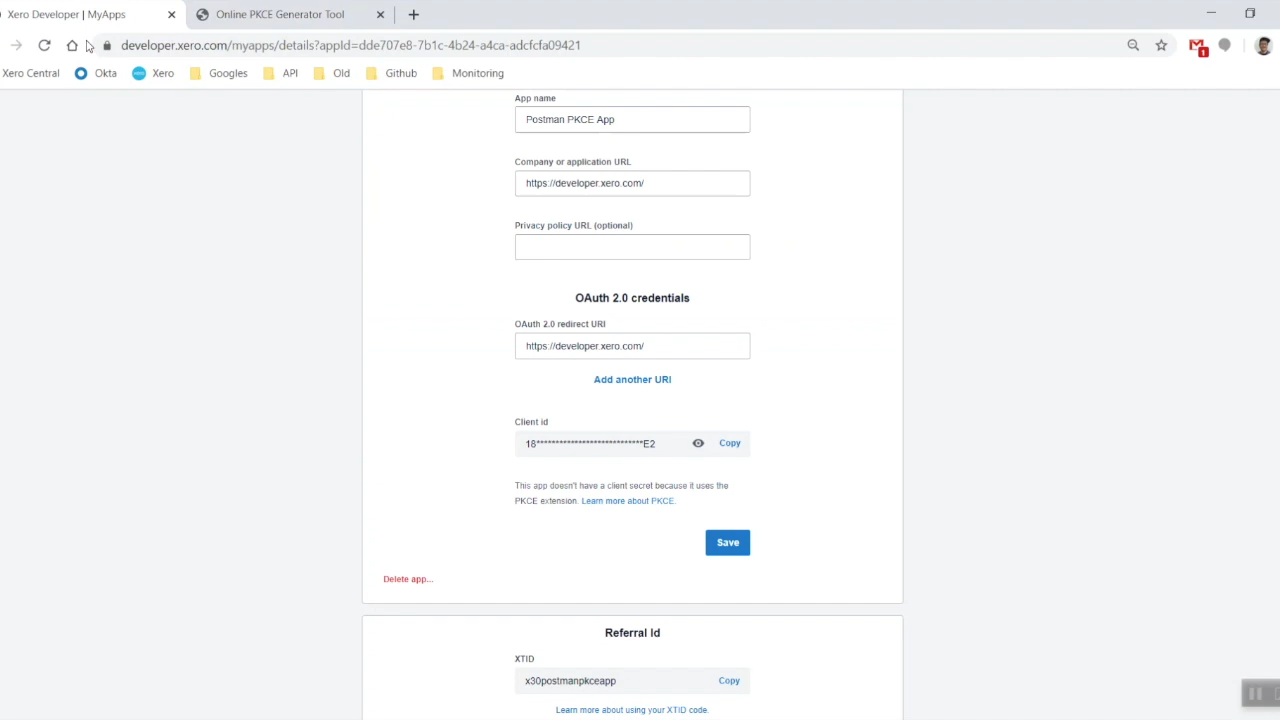 Xero Developer | MyApps
Online PKCE Generator Tool
developer.xero.com/myapps/details?appId=dde707e8-7b1c-4b24-a4ca-adcfcfa09421
1
Xero Central
Okta
Xero
Googles
API
Old
Github
Monitoring
App name
Postman PKCE App
Company or application URL
https://developer.xero.com/
Privacy policy URL (optional)
OAuth 2.0 credentials
OAuth 2.0 redirect URI
https://developer.xero.com/
Add another URI
Client id
18****************************E2
Copy
This app doesn't have a client secret because it uses the
PKCE extension. Learn more about PKCE.
Save
Delete app...
Referral Id
XTID
x30postmanpkceapp
Copy
Learn more about using your XTID code.